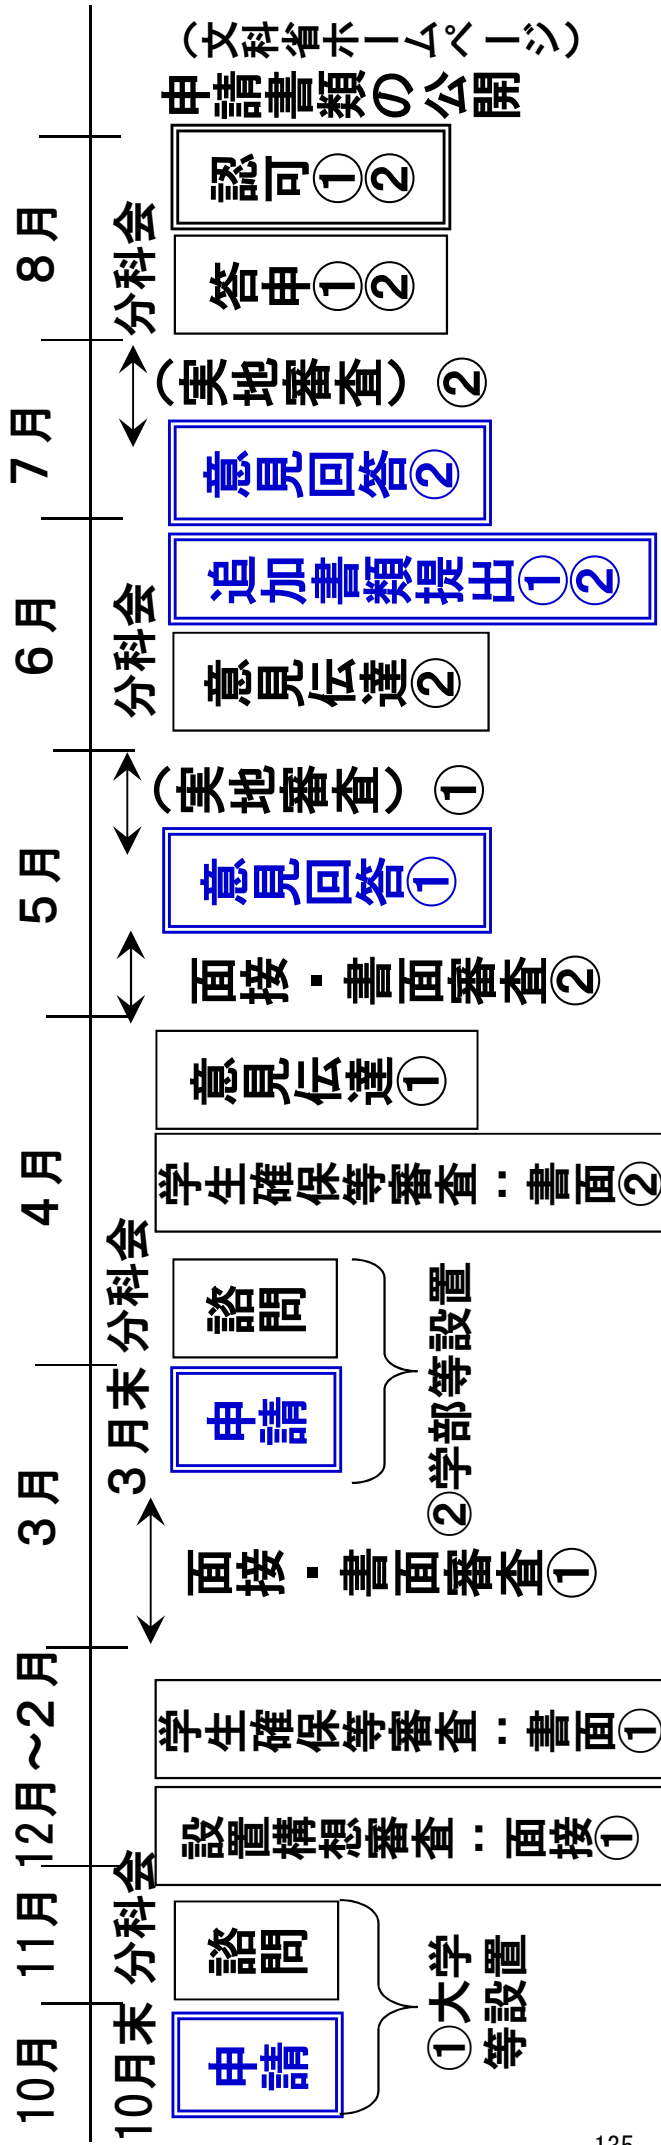 10月
11月
12月～2月
3月
4月
5月
6月
7月
8月
10月末
分科会
3月末
分科会
分科会
分科会
申請
諮問
①大学
等設置
設置構想審査：面接①
学生確保等審査：書面①
面接・書面審査①
申請
諮問
②学部等設置
学生確保等審査：書面②
意見伝達①
面接・書面審査②
意見回答①
（実地審査）①
意見伝達②
追加書類提出①②
意見回答②
（実地審査）②
答申①②
認可①②
申請書類の公開
（文科省ホームページ）
135